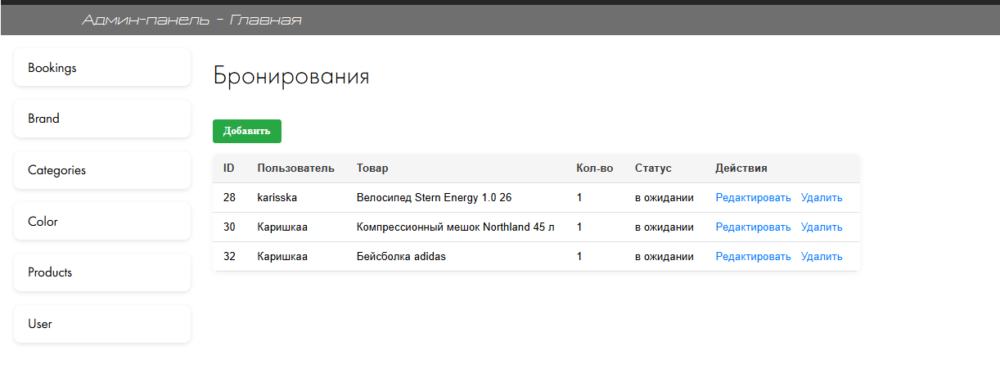 Админ-панель - Главная
Bookings
Brand
Categories
Color
Products
User
Бронирования
Добавить
ID Пользователь Товар Кол-во Статус Действия
28 karisska Велосипед Stern Energy 1.0 26 1 в ожидании Редактировать Удалить
30 Каришкаа Компрессионный мешок Northland 45 л 1 в ожидании Редактировать Удалить
32 Каришкаа Бейсболка adidas 1 в ожидании Редактировать Удалить